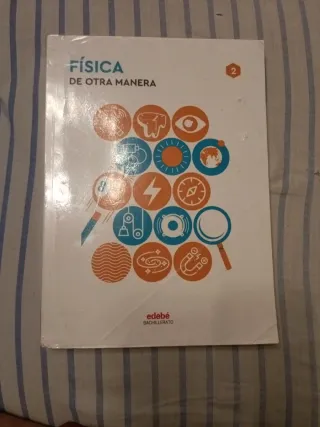 FÍSICA
DE OTRA MANERA
2
edebé
BACHILLERATO